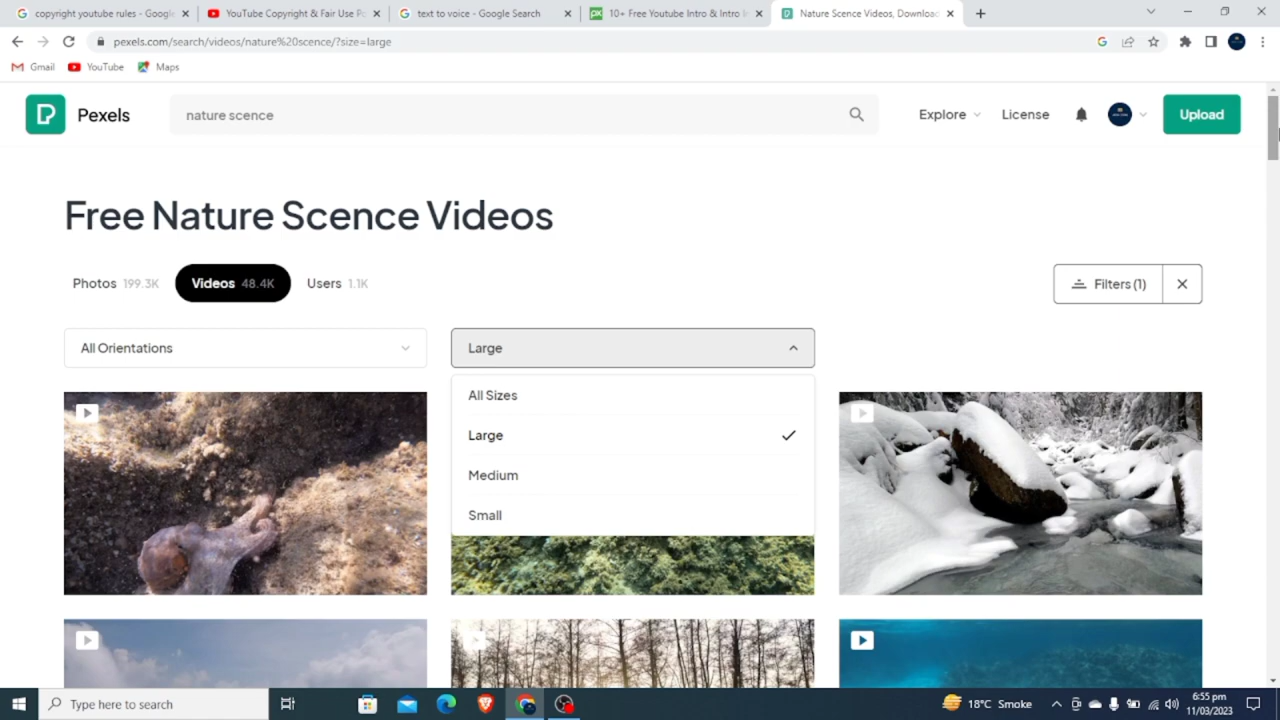 copyright youtube rules - Google
YouTube Copyright & Fair Use Po
text to voice - Google Search
10+ Free Youtube Intro & Intro
Nature Science Videos, Download
pexels.com/search/videos/nature%20scence/?size=large
Gmail
YouTube
Maps
Pexels
nature scence
Explore
License
Upload
Free Nature Scence Videos
Photos 199.3K
Videos 48.4K
Users 1.1K
Filters (1)
All Orientations
Large
All Sizes
Large
Medium
Small
Type here to search
18°C Smoke
6:55 pm
11/03/2023